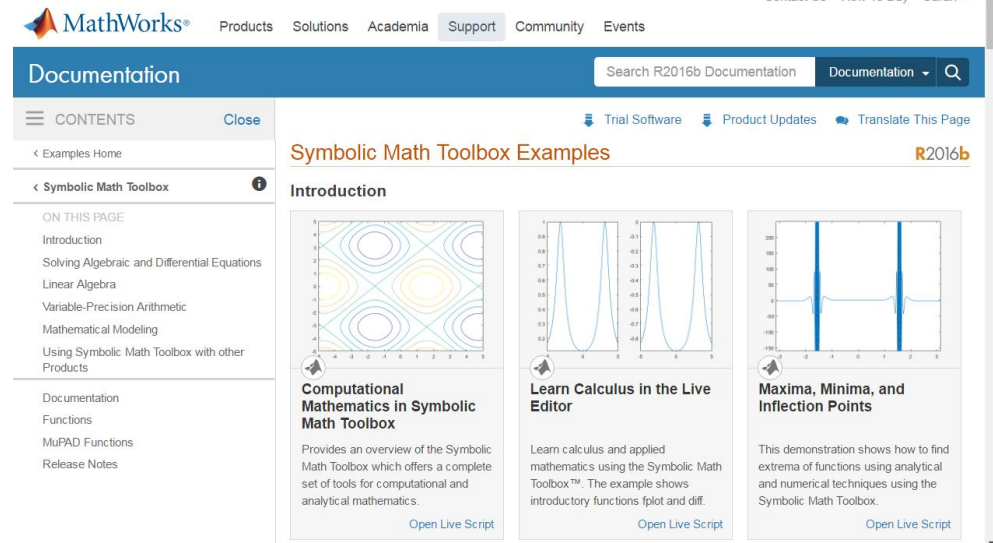 MathWorks®
Products Solutions Academia Support Community Events
Documentation
Search R2016b Documentation
Documentation
CONTENTS
Close
Trial Software
Product Updates
Translate This Page
< Examples Home
< Symbolic Math Toolbox
ON THIS PAGE
Introduction
Solving Algebraic and Differential Equations
Linear Algebra
Variable-Precision Arithmetic
Mathematical Modeling
Using Symbolic Math Toolbox with other
Products
Documentation
Functions
MuPAD Functions
Release Notes
Symbolic Math Toolbox Examples
R2016b
Introduction
Computational
Mathematics in Symbolic
Math Toolbox
Provides an overview of the Symbolic
Math Toolbox which offers a complete
set of tools for computational and
analytical mathematics.
Open Live Script
Learn Calculus in the Live
Editor
Learn calculus and applied
mathematics using the Symbolic Math
Toolbox™. The example shows
introductory functions fplot and diff.
Open Live Script
Maxima, Minima, and
Inflection Points
This demonstration shows how to find
extrema of functions using analytical
and numerical techniques using the
Symbolic Math Toolbox.
Open Live Script